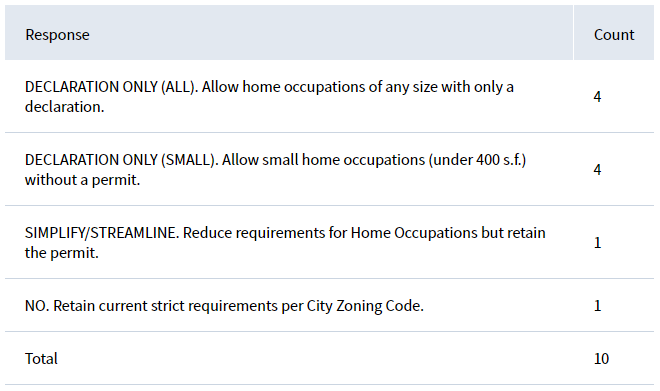 Response Count
DECLARATION ONLY (ALL). Allow home occupations of any size with only a
declaration.
4
DECLARATION ONLY (SMALL). Allow small home occupations (under 400 s.f.)
without a permit.
4
SIMPLIFY/STREAMLINE. Reduce requirements for Home Occupations but retain
the permit.
1
NO. Retain current strict requirements per City Zoning Code. 1
Total 10